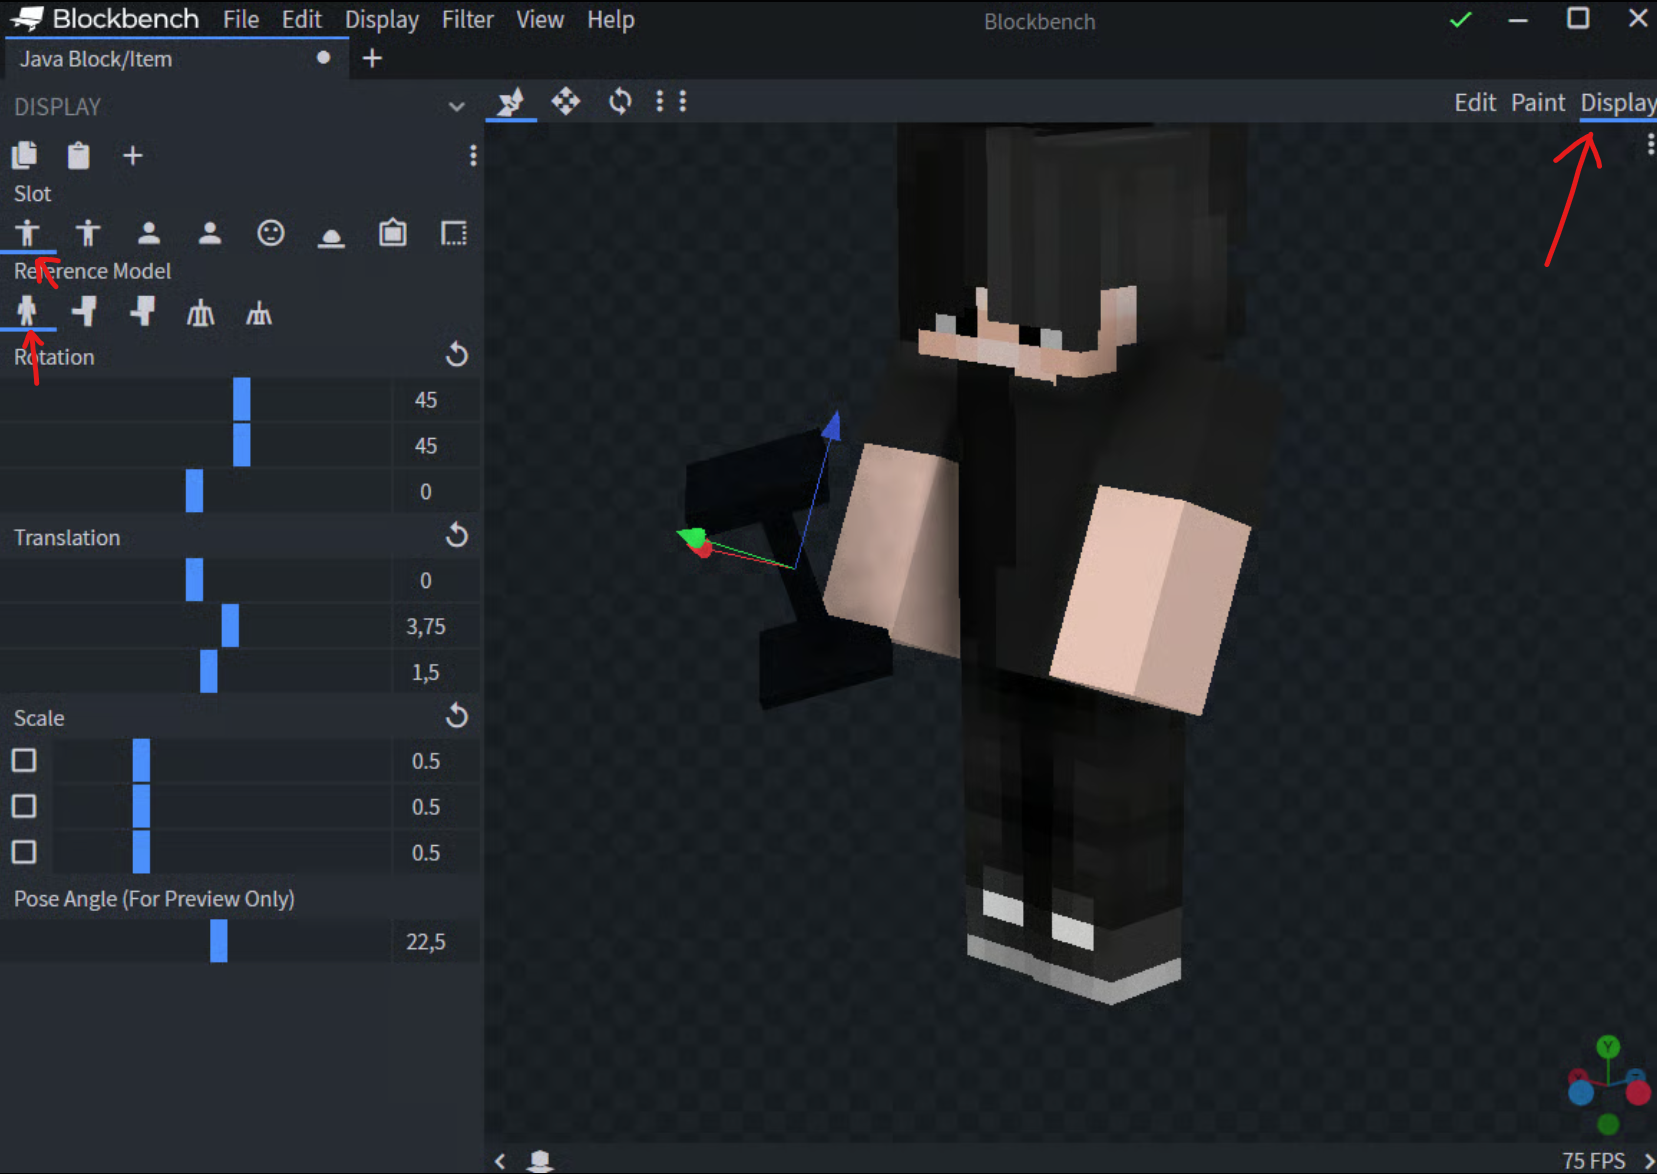 Blockbench File Edit Display Filter View Help
Blockbench
Java Block/Item
DISPLAY
Edit Paint Display
Slot
Reference Model
Rotation
45
45
0
Translation
0
3,75
1,5
Scale
0.5
0.5
0.5
Pose Angle (For Preview Only)
22,5
Y
75 FPS